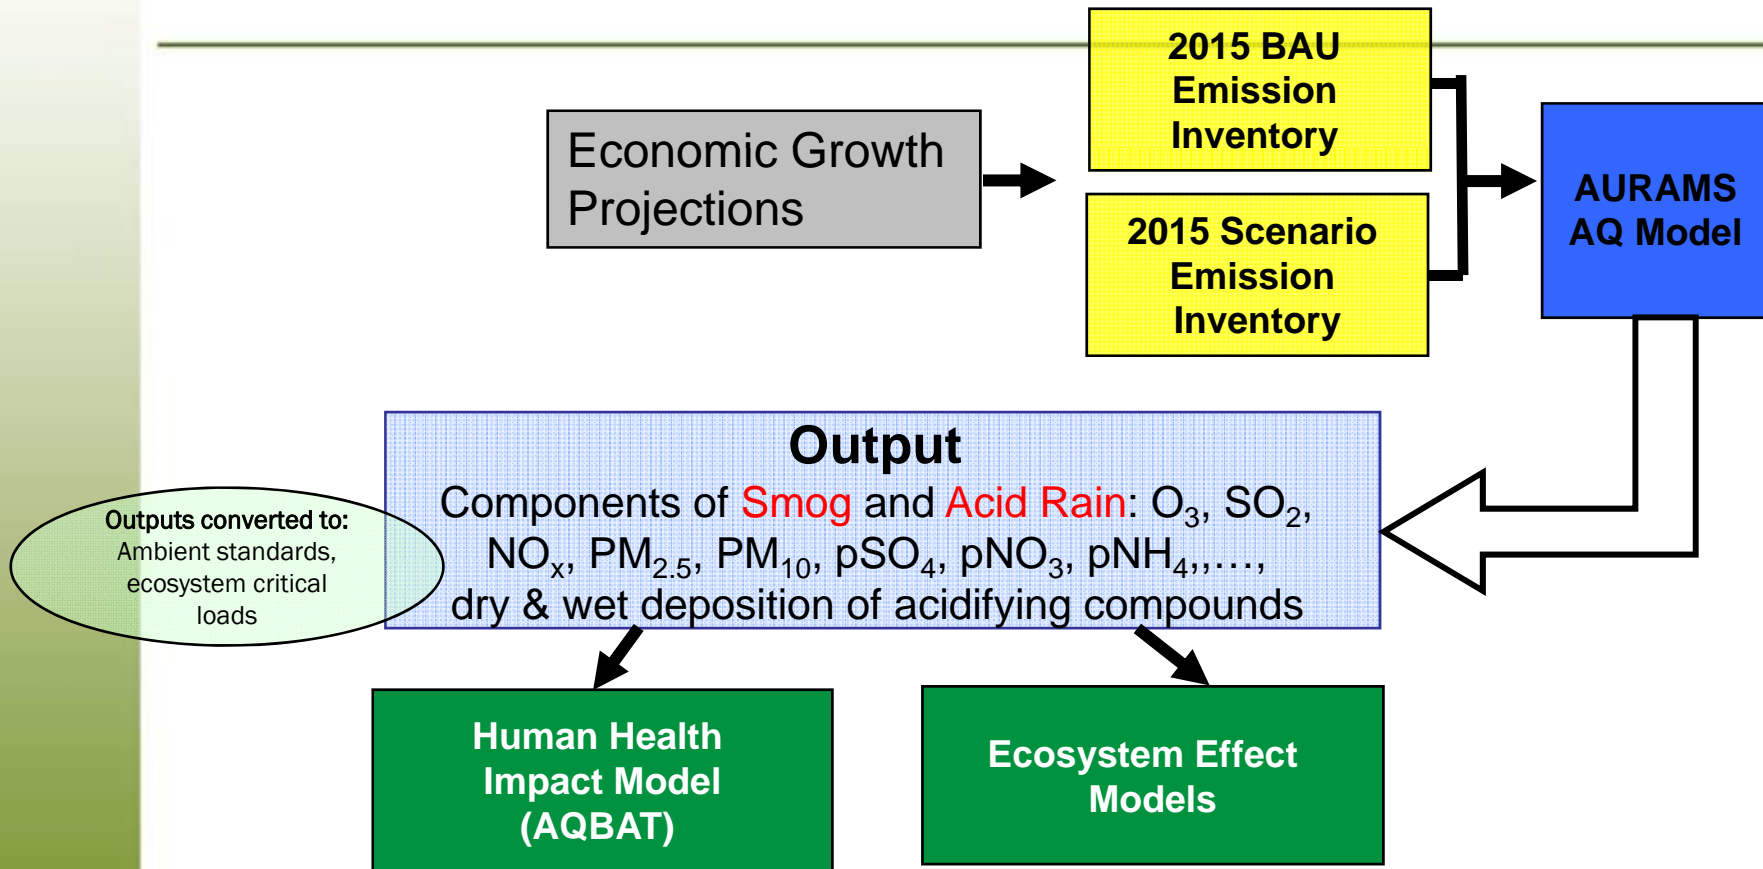 2015 BAU
Emission
Inventory
Economic Growth
Projections
2015 Scenario
Emission
Inventory
AURAMS
AQ Model
Output
Components of Smog and Acid Rain: O₃, SO₂,
NOₓ, PM₂.₅, PM₁₀, pSO₄, pNO₃, pNH₄,,…,
dry & wet deposition of acidifying compounds
Outputs converted to:
Ambient standards,
ecosystem critical
loads
Human Health
Impact Model
(AQBAT)
Ecosystem Effect
Models